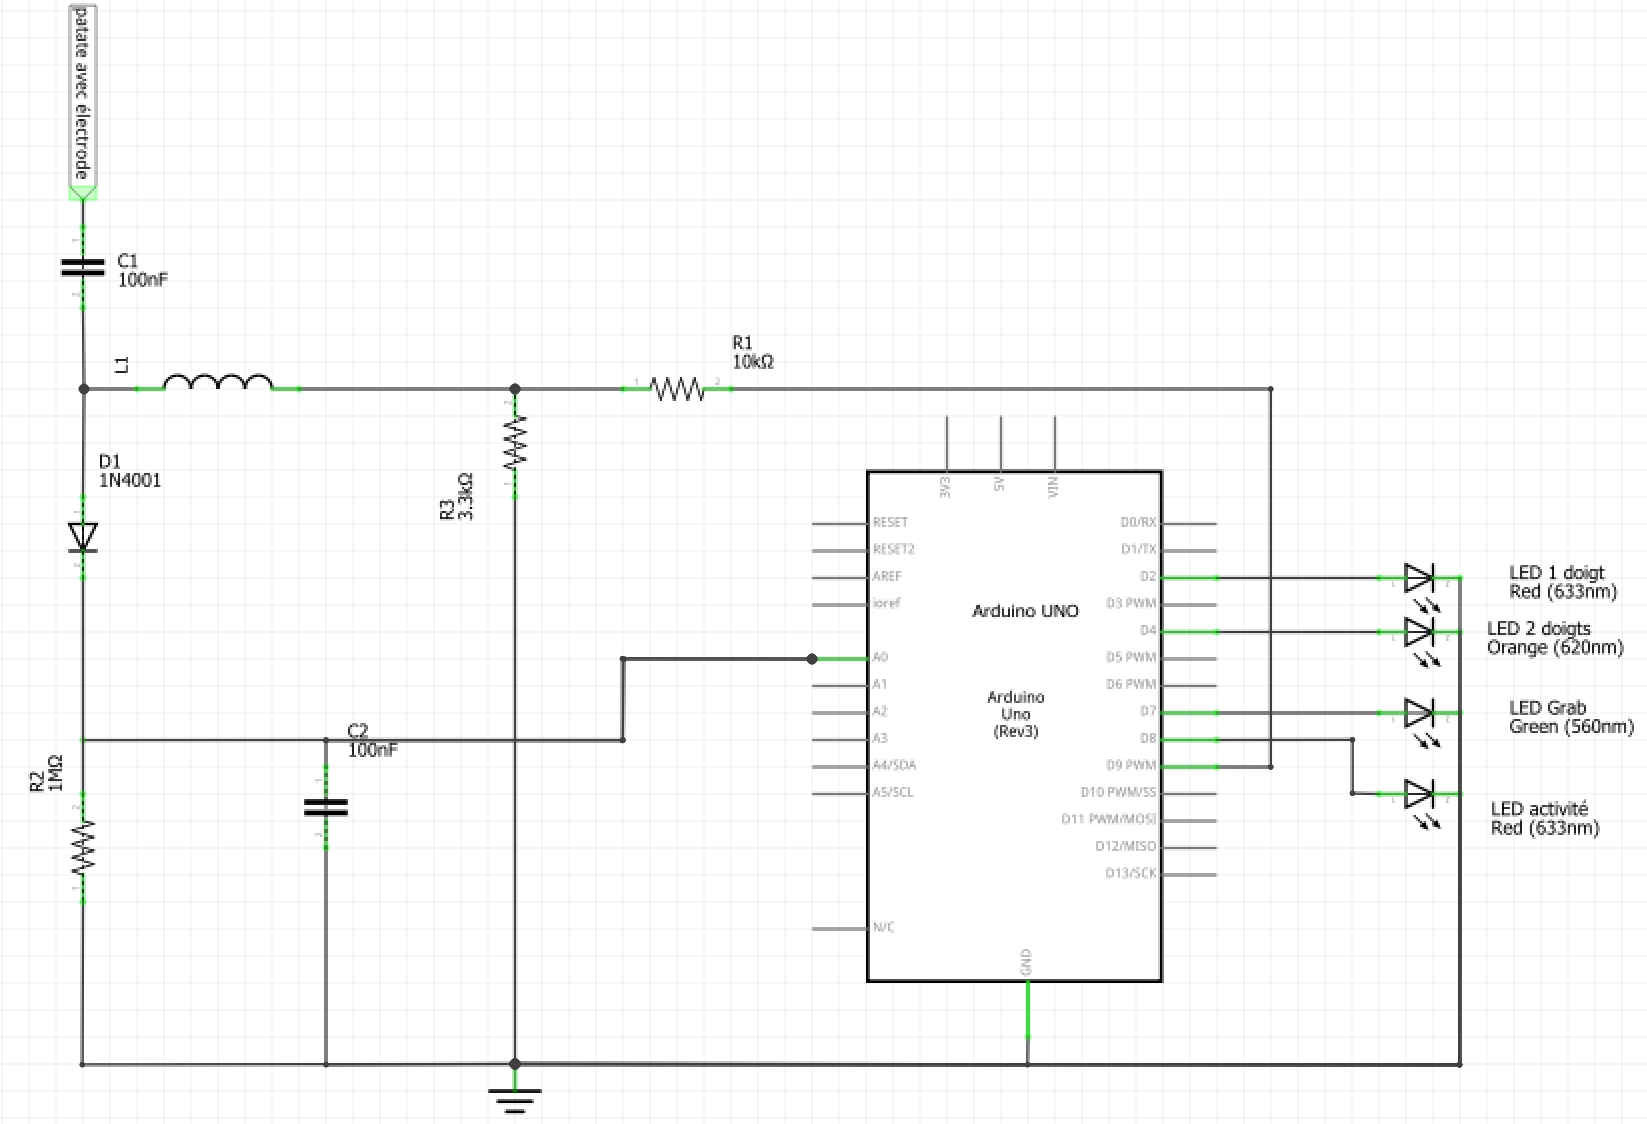 patate avec électrode
C1
100nF
L1
R1
10kΩ
D1
1N4001
R3
3.3kΩ
3V3
5V
VIN
RESET
RESET2
AREF
ioref
A0
A1
A2
A3
A4/SDA
A5/SCL
N/C
Arduino UNO
Arduino
Uno
(Rev3)
D0/RX
D1/TX
D2
D3 PWM
D4
D5 PWM
D6 PWM
D7
D8
D9 PWM
D10 PWM/SS
D11 PWM/MOSI
D12/MISO
D13/SCK
GND
LED 1 doigt
Red (633nm)
LED 2 doigts
Orange (620nm)
LED Grab
Green (560nm)
LED activité
Red (633nm)
C2
100nF
R2
1MΩ